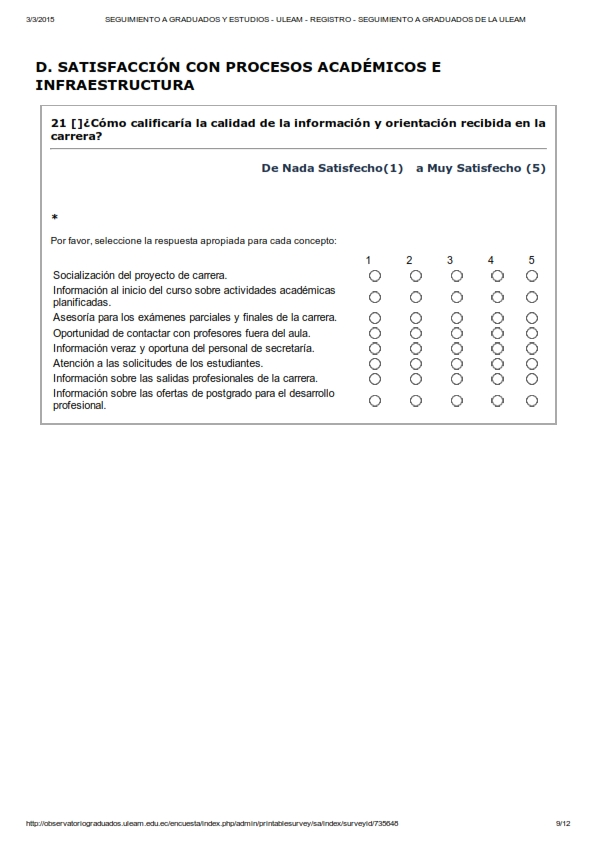 3/3/2015 SEGUIMIENTO A GRADUADOS Y ESTUDIOS - ULEAM - REGISTRO - SEGUIMIENTO A GRADUADOS DE LA ULEAM
D. SATISFACCIÓN CON PROCESOS ACADÉMICOS E
INFRAESTRUCTURA
21 []¿Cómo calificaría la calidad de la información y orientación recibida en la
carrera?
De Nada Satisfecho(1) a Muy Satisfecho (5)
*
Por favor, seleccione la respuesta apropiada para cada concepto:
1 2 3 4 5
Socialización del proyecto de carrera.
Información al inicio del curso sobre actividades académicas
planificadas.
Asesoría para los exámenes parciales y finales de la carrera.
Oportunidad de contactar con profesores fuera del aula.
Información veraz y oportuna del personal de secretaría.
Atención a las solicitudes de los estudiantes.
Información sobre las salidas profesionales de la carrera.
Información sobre las ofertas de postgrado para el desarrollo
profesional.
http://observatoriograduados.uleam.edu.ec/encuesta/index.php/admin/printablesurvey/sa/index/surveyid/735648 9/12